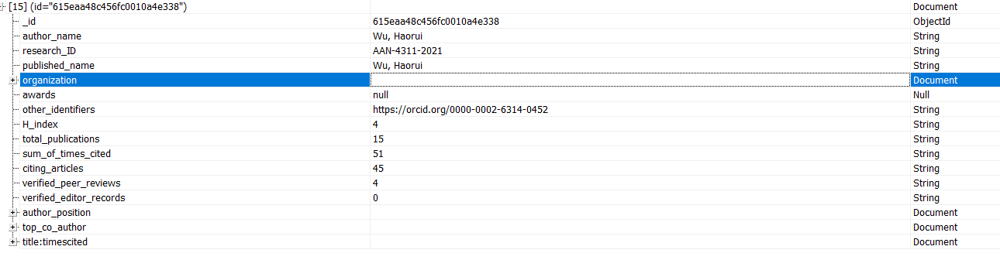 [15] (id="615eaa48c456fc0010a4e338") Document
_id 615eaa48c456fc0010a4e338 ObjectId
author_name Wu, Haorui String
research_ID AAN-4311-2021 String
published_name Wu, Haorui String
organization Document
awards null Null
other_identifiers https://orcid.org/0000-0002-6314-0452 String
H_index 4 String
total_publications 15 String
sum_of_times_cited 51 String
citing_articles 45 String
verified_peer_reviews 4 String
verified_editor_records 0 String
author_position Document
top_co_author Document
title:timescited Document